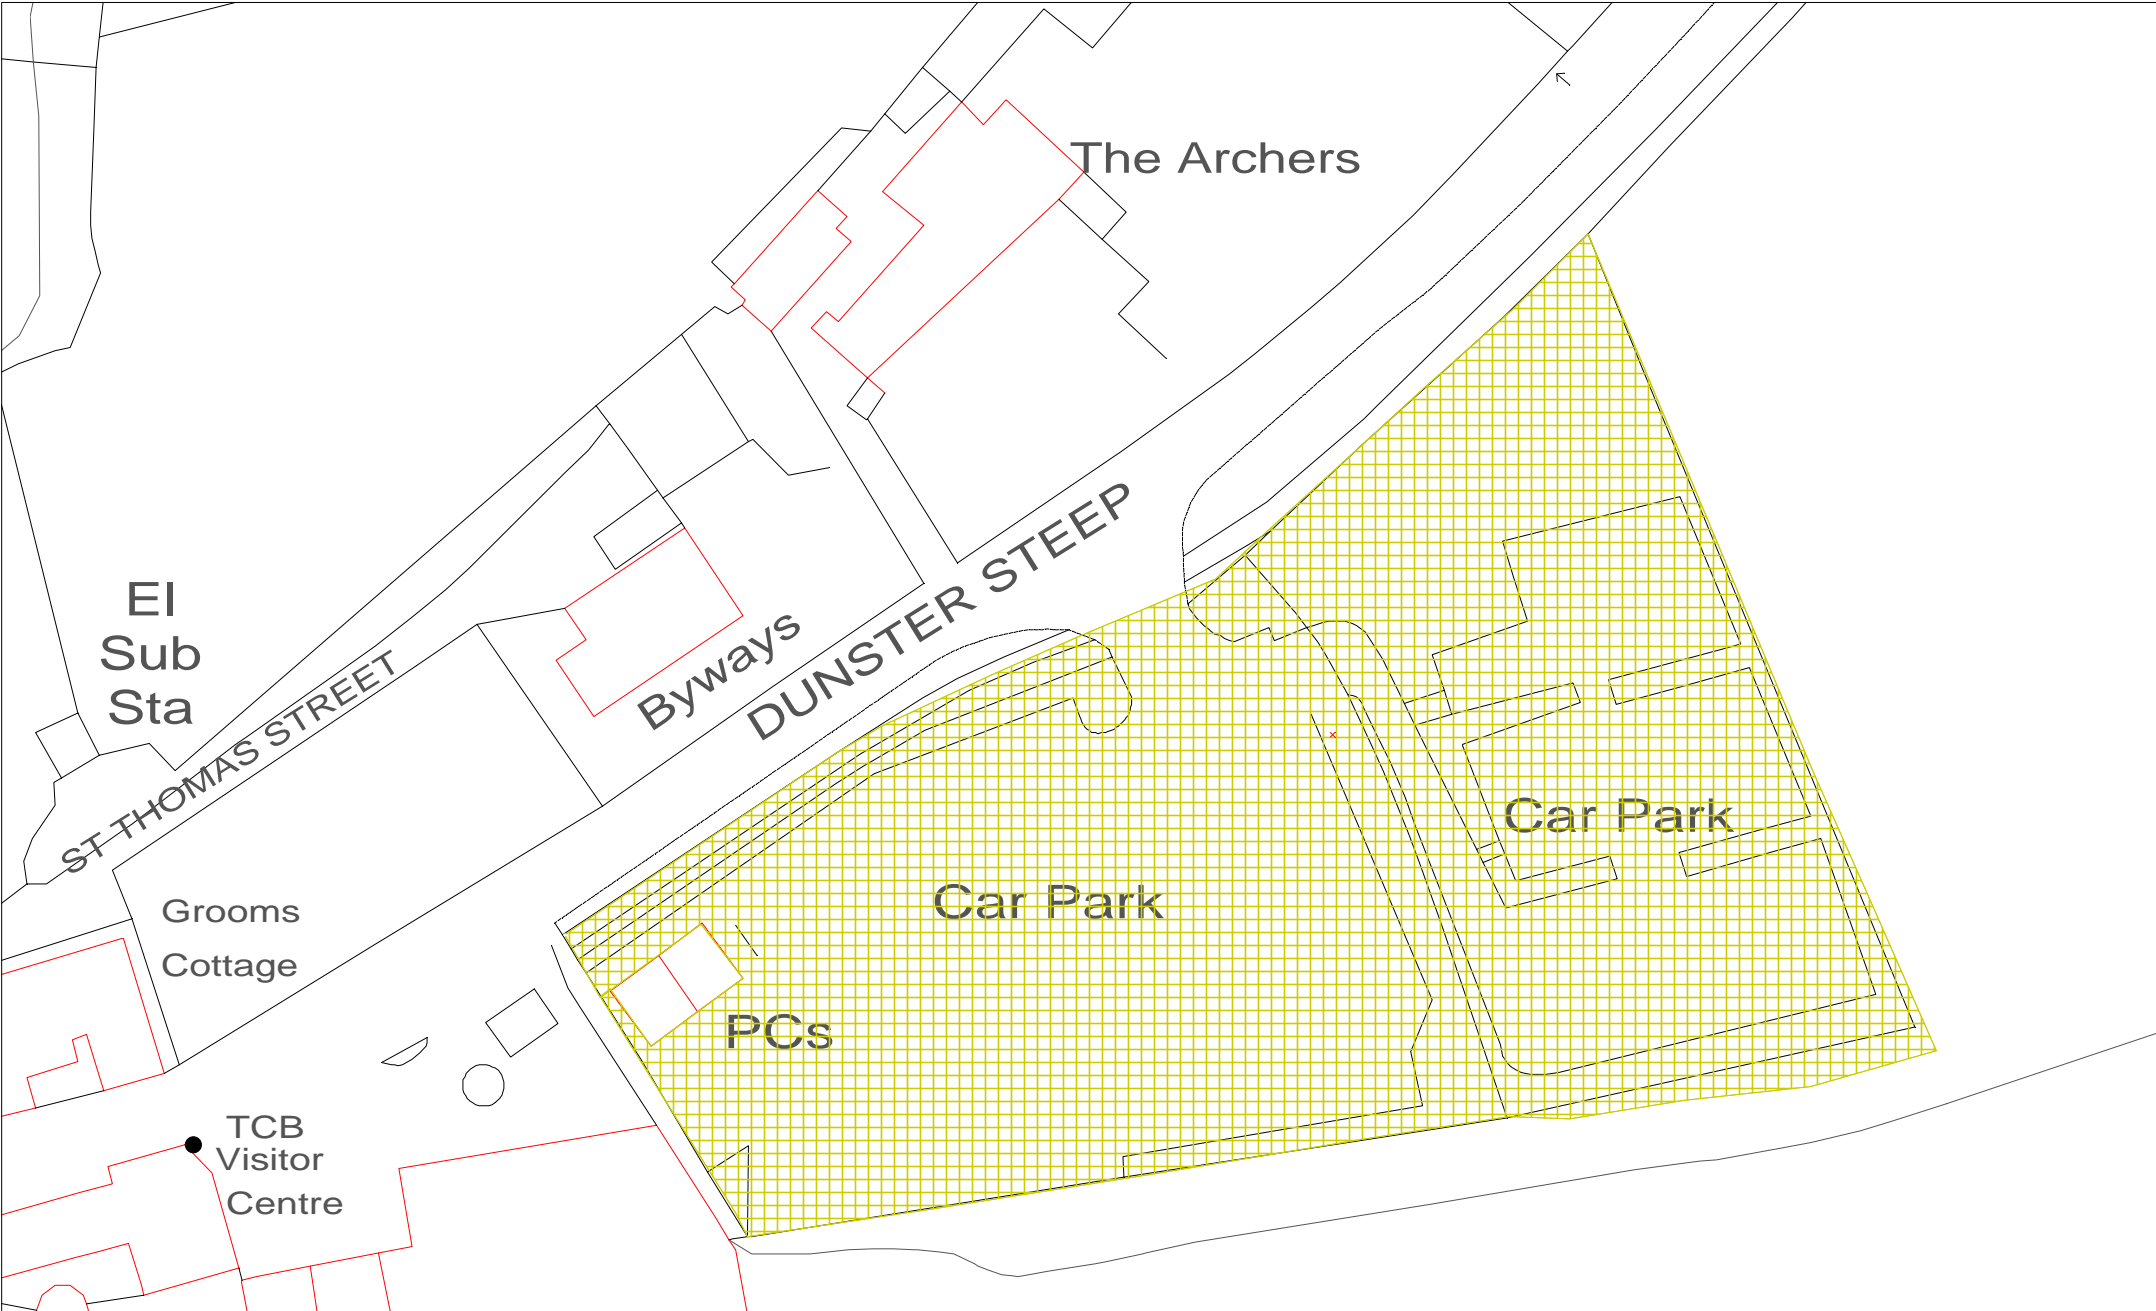 The Archers
El
Sub
Sta
ST THOMAS STREET
Byways
DUNSTER STEEP
Car Park
Car Park
Grooms
Cottage
PCs
TCB
Visitor
Centre